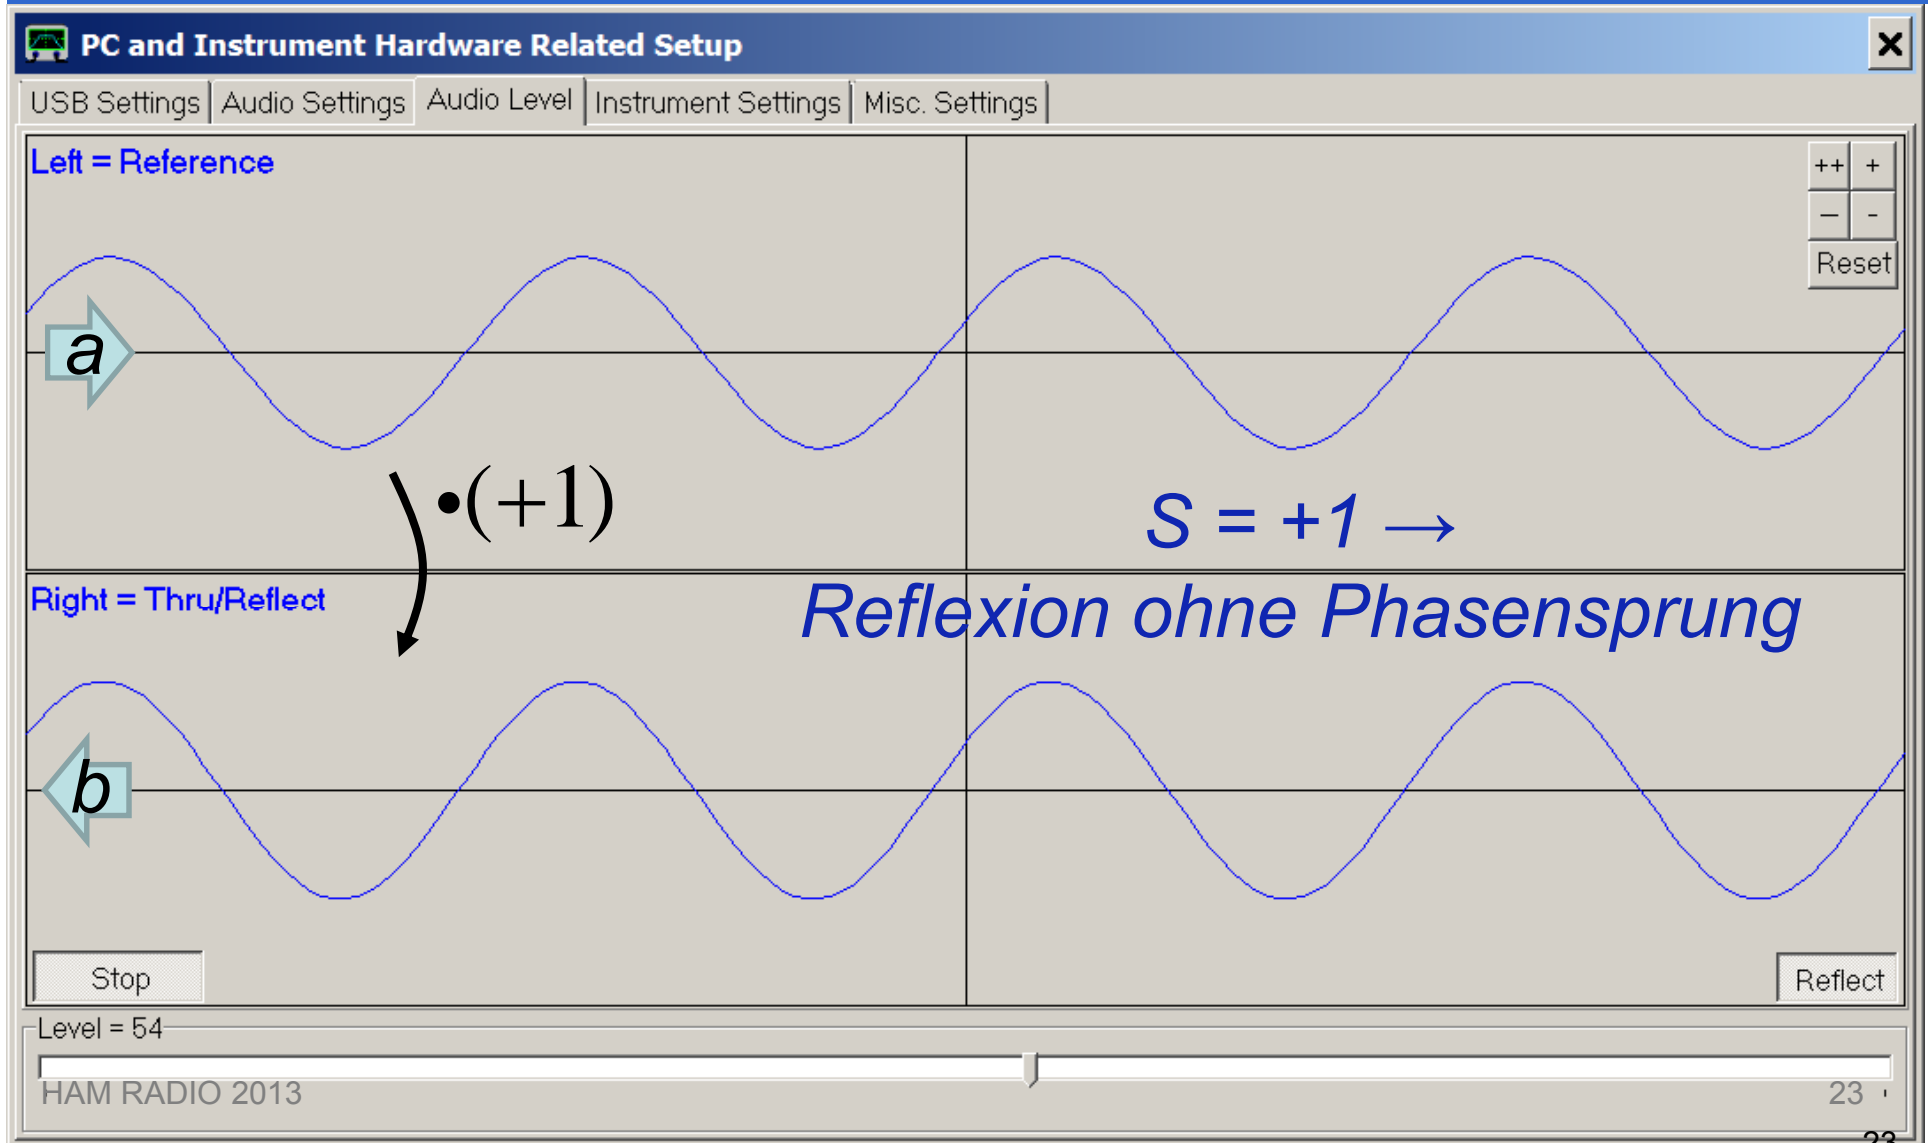 PC and Instrument Hardware Related Setup
USB Settings Audio Settings Audio Level Instrument Settings Misc. Settings
Left = Reference
++ +
— -
Reset
a
•(+1)
S = +1 →
Right = Thru/Reflect
Reflexion ohne Phasensprung
b
Stop
Reflect
Level = 54
HAM RADIO 2013
23
23